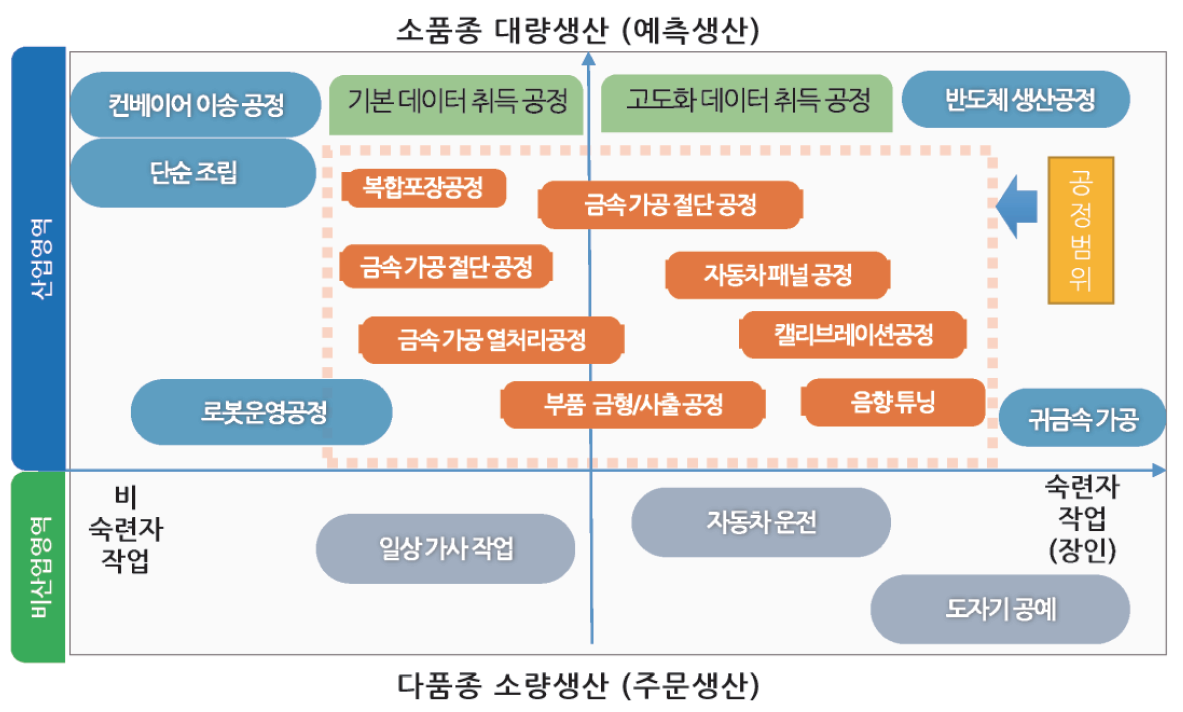 소품종 대량생산 (예측생산)
산업영역
컨베이어 이송 공정
기본 데이터 취득 공정
고도화 데이터 취득 공정
반도체 생산공정
단순 조립
복합포장공정
금속 가공 절단 공정
공
정
범
위
금속 가공 절단 공정
자동차 패널 공정
금속 가공 열처리공정
캘리브레이션공정
로봇운영공정
부품 금형/사출 공정
음향 튜닝
귀금속 가공
비산업영역
비
숙련자
작업
일상 가사 작업
자동차 운전
숙련자
작업
(장인)
도자기 공예
다품종 소량생산 (주문생산)